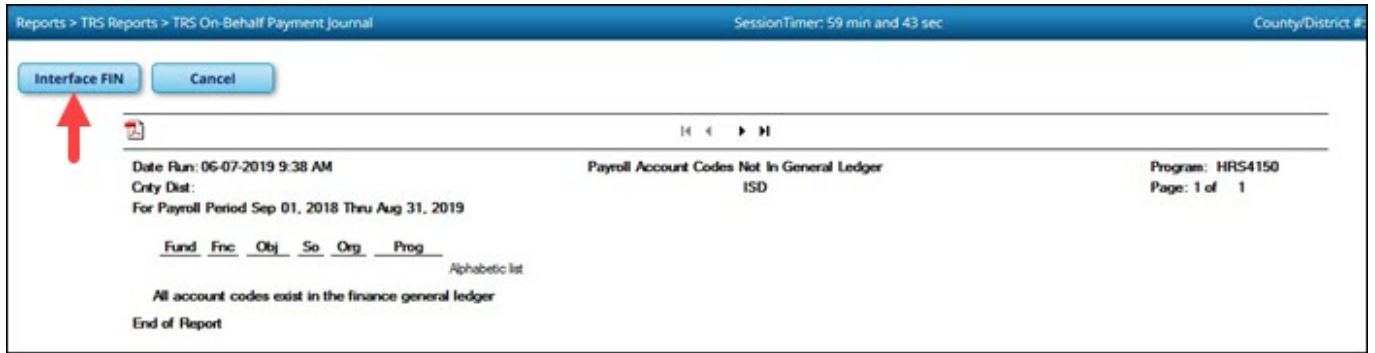 Reports > TRS Reports > TRS On-Behalf Payment Journal SessionTimer: 59 min and 43 sec County/District #:
Interface FIN Cancel
Date Run: 06-07-2019 9:38 AM Payroll Account Codes Not In General Ledger Program: HRS4150
Cnty Dist: ISD Page: 1 of 1
For Payroll Period Sep 01, 2018 Thru Aug 31, 2019
Fund Fnc Obj So Org Prog
Alphabetic list
All account codes exist in the finance general ledger
End of Report